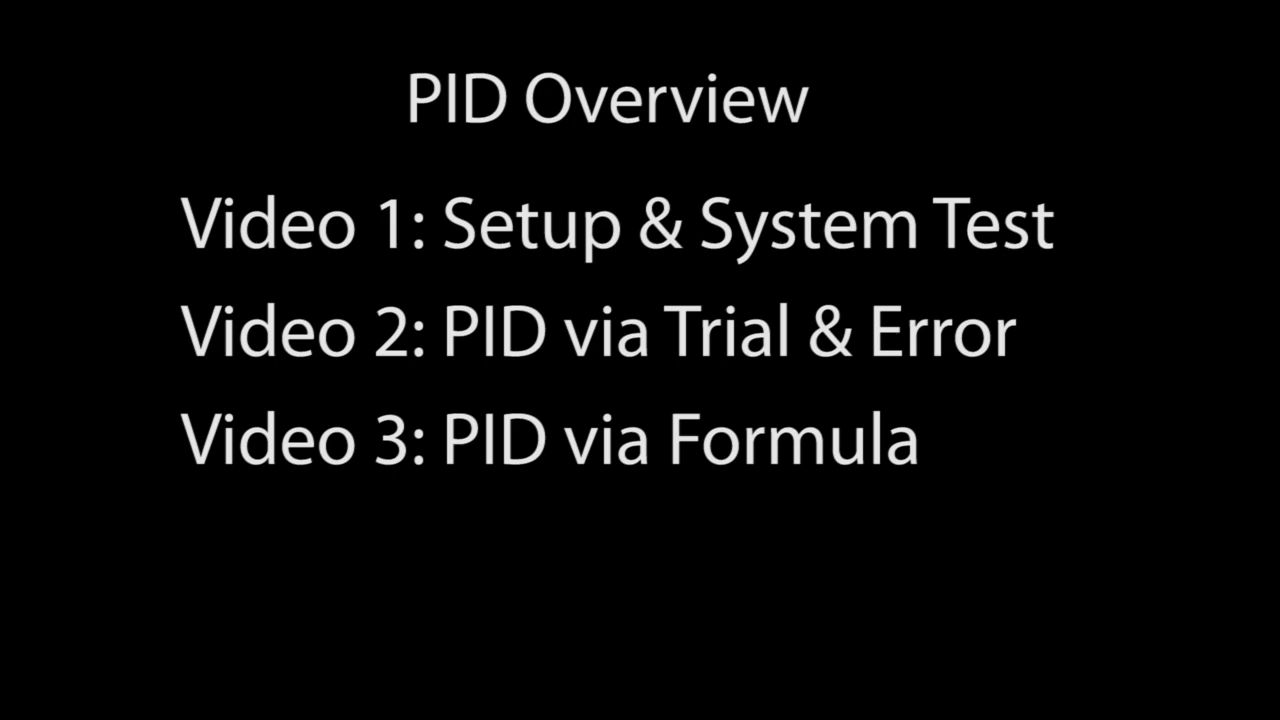 PID Overview
Video 1: Setup & System Test
Video 2: PID via Trial & Error
Video 3: PID via Formula